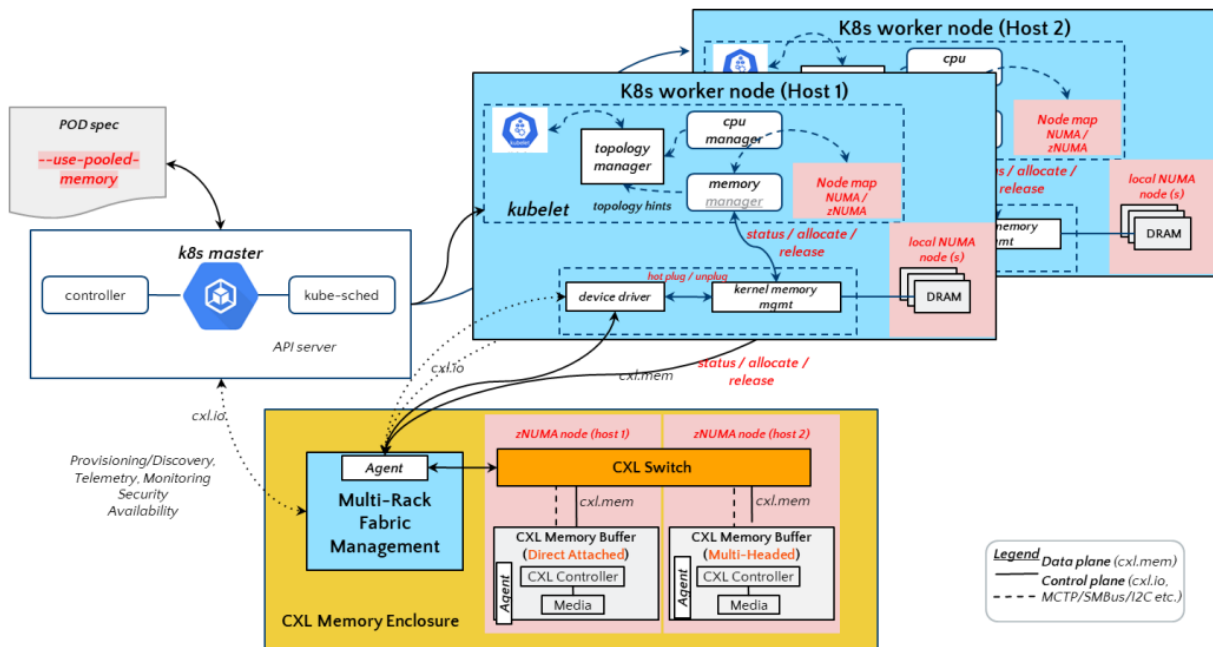 K8s worker node (Host 2)
cpu
Node map
NUMA /
zNUMA
/ allocate /
release
local NUMA
node (s)
memory
DRAM
K8s worker node (Host 1)
kubelet
topology
manager
cpu
manager
memory
manager
topology hints
kubelet
Node map
NUMA /
zNUMA
status / allocate /
release
local NUMA
node (s)
DRAM
hot plug / unplug
device driver
kernel memory
mgmt
POD spec
--use-pooled-
memory
k8s master
controller
kube-sched
API server
cxl.io
cxl.io
cxl.mem
status / allocate /
release
Provisioning/Discovery,
Telemetry, Monitoring
Security
Availability
Agent
Multi-Rack
Fabric
Management
CXL Memory Enclosure
zNUMA node (host 1)
zNUMA node (host 2)
CXL Switch
cxl.mem
cxl.mem
CXL Memory Buffer
(Direct Attached)
Agent
CXL Controller
Media
CXL Memory Buffer
(Multi-Headed)
Agent
CXL Controller
Media
Legend
Data plane (cxl.mem)
Control plane (cxl.io,
MCTP/SMBus/I2C etc.)